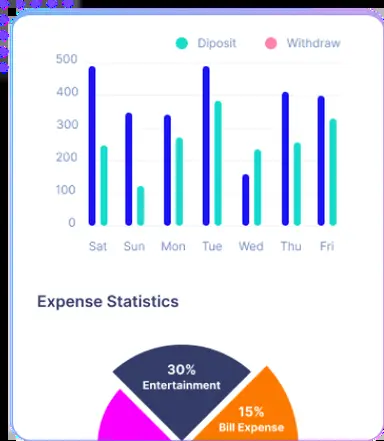 Diposit Withdraw
500
400
300
200
100
0
Sat Sun Mon Tue Wed Thu Fri
Expense Statistics
30%
Entertainment
15%
Bill Expense